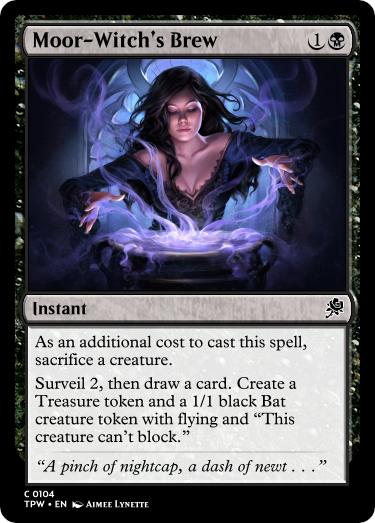 Moor-Witch's Brew 1
Instant
As an additional cost to cast this spell,
sacrifice a creature.
Surveil 2, then draw a card. Create a
Treasure token and a 1/1 black Bat
creature token with flying and “This
creature can't block.”
“A pinch of nightcap, a dash of newt . . .”
C 0104
TPW • EN Aimee Lynette